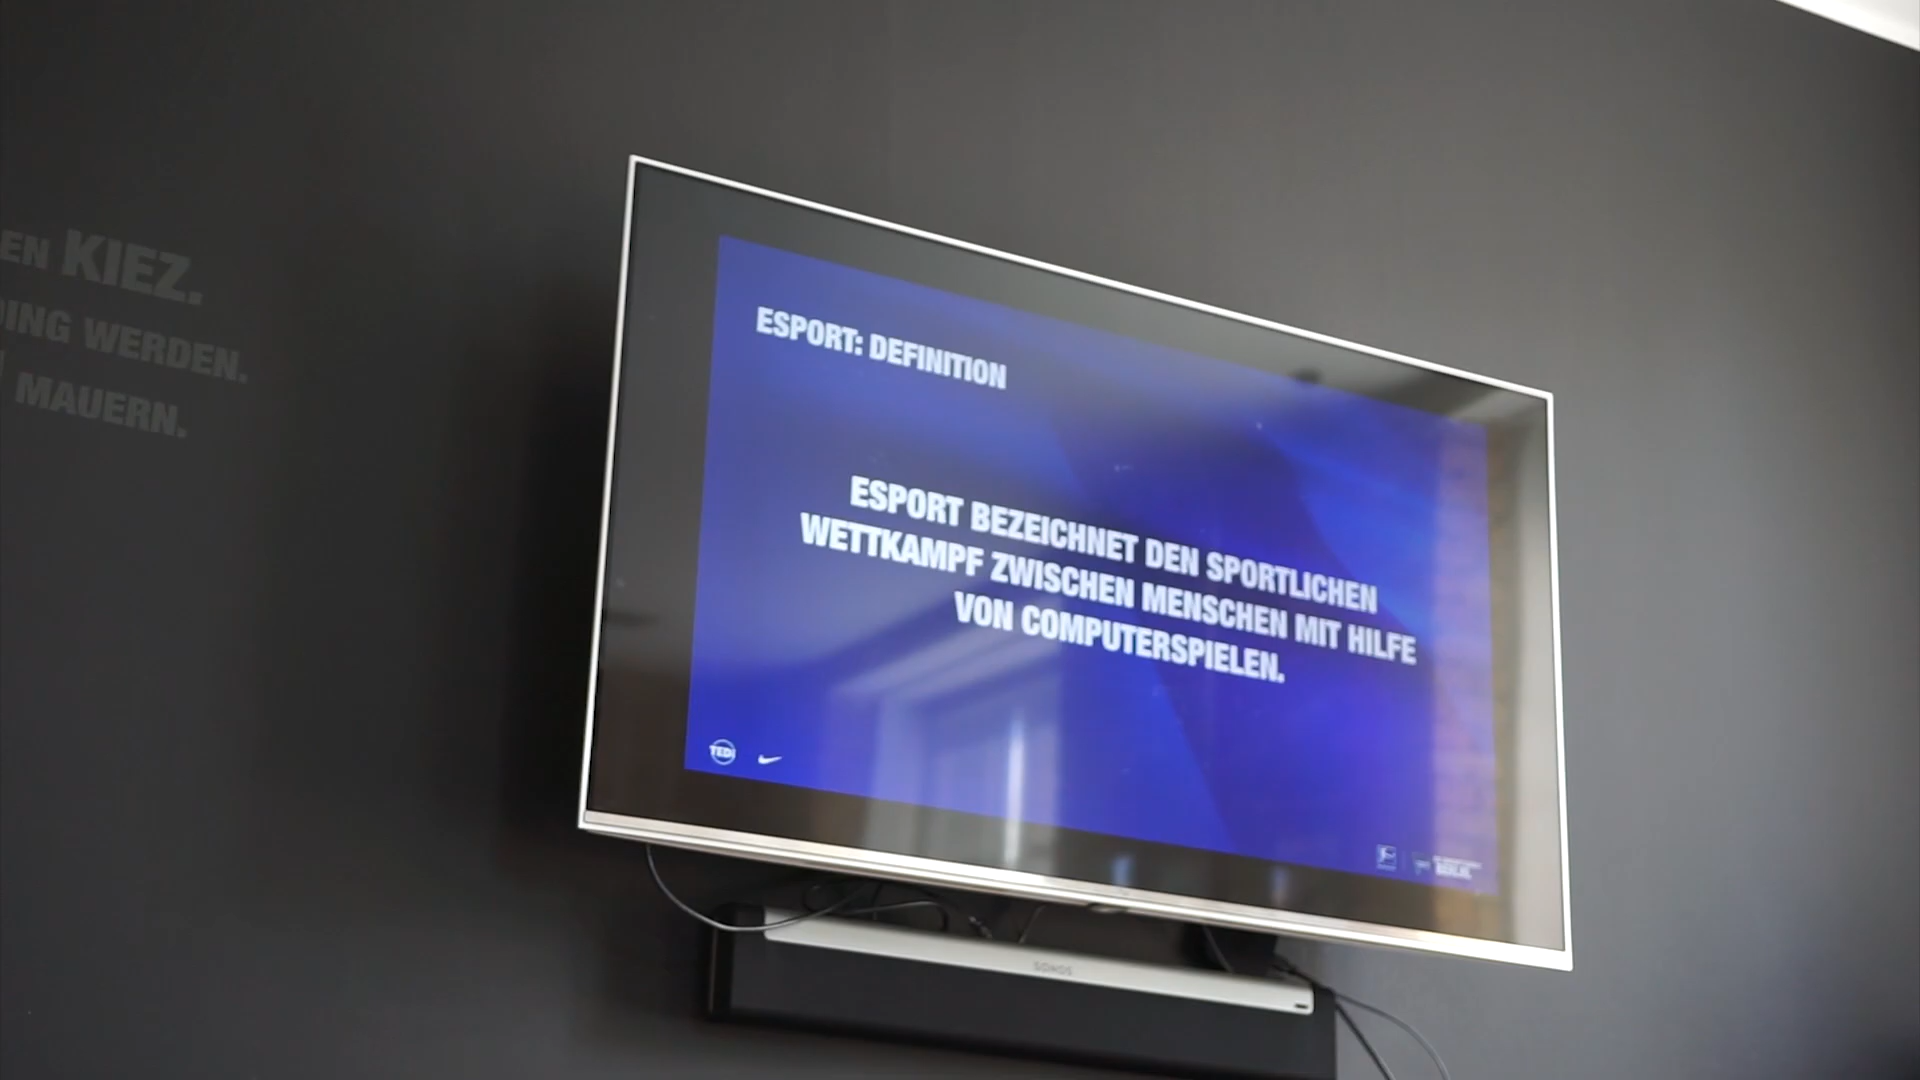 EN KIEZ.
DING WERDEN.
MAUERN.
ESPORT: DEFINITION
ESPORT BEZEICHNET DEN SPORTLICHEN
WETTKAMPF ZWISCHEN MENSCHEN MIT HILFE
VON COMPUTERSPIELEN.
TEDi
BERLIN.
SONOS